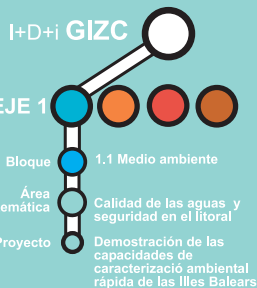 I+D+i GIZC
EJE 1
Bloque 1.1 Medio ambiente
Área
temática
Calidad de las aguas y
seguridad en el litoral
Proyecto
Demostración de las
capacidades de
caracterizació ambiental
rápida de las Illes Balears